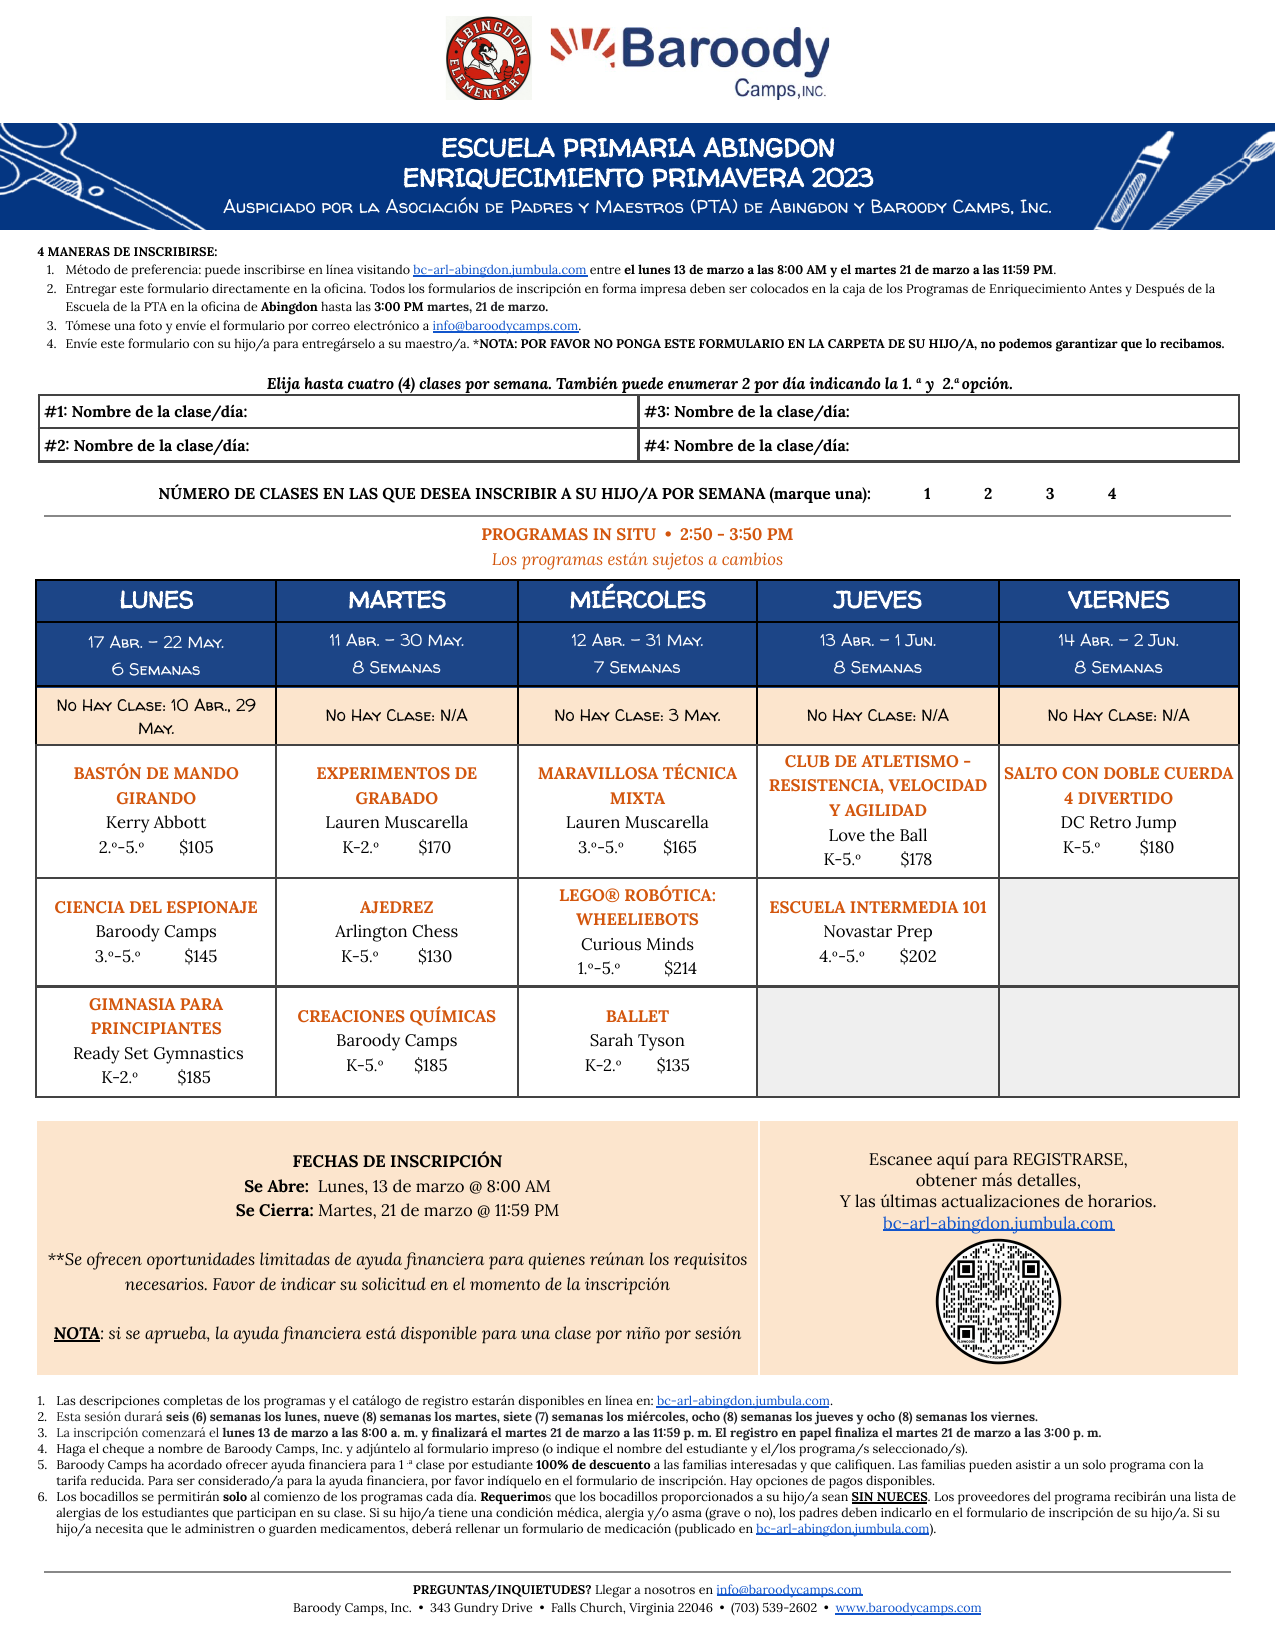 ABINGDON
ELEMENTARY
Baroody
Camps, INC.
ESCUELA PRIMARIA ABINGDON
ENRIQUECIMIENTO PRIMAVERA 2023
Auspiciado por la Asociación de Padres y Maestros (PTA) de Abingdon y Baroody Camps, Inc.
4 MANERAS DE INSCRIBIRSE:
1. Método de preferencia: puede inscribirse en línea visitando bc-arl-abingdon.jumbula.com entre el lunes 13 de marzo a las 8:00 AM y el martes 21 de marzo a las 11:59 PM.
2. Entregar este formulario directamente en la oficina. Todos los formularios de inscripción en forma impresa deben ser colocados en la caja de los Programas de Enriquecimiento Antes y Después de la
Escuela de la PTA en la oficina de Abingdon hasta las 3:00 PM martes, 21 de marzo.
3. Tómese una foto y envíe el formulario por correo electrónico a info@baroodycamps.com.
4. Envíe este formulario con su hijo/a para entregárselo a su maestro/a. *NOTA: POR FAVOR NO PONGA ESTE FORMULARIO EN LA CARPETA DE SU HIJO/A, no podemos garantizar que lo recibamos.
Elija hasta cuatro (4) clases por semana. También puede enumerar 2 por día indicando la 1. ª y 2.ª opción.
#1: Nombre de la clase/día:
#3: Nombre de la clase/día:
#2: Nombre de la clase/día:
#4: Nombre de la clase/día:
NÚMERO DE CLASES EN LAS QUE DESEA INSCRIBIR A SU HIJO/A POR SEMANA (marque una): 1 2 3 4
PROGRAMAS IN SITU • 2:50 - 3:50 PM
Los programas están sujetos a cambios
LUNES
MARTES
MIÉRCOLES
JUEVES
VIERNES
17 Abr. – 22 May.
6 Semanas
11 Abr. – 30 May.
8 Semanas
12 Abr. – 31 May.
7 Semanas
13 Abr. – 1 Jun.
8 Semanas
14 Abr. – 2 Jun.
8 Semanas
No Hay Clase: 10 Abr., 29
May.
No Hay Clase: N/A
No Hay Clase: 3 May.
No Hay Clase: N/A
No Hay Clase: N/A
BASTÓN DE MANDO
GIRANDO
Kerry Abbott
2.º-5.º $105
EXPERIMENTOS DE
GRABADO
Lauren Muscarella
K-2.º $170
MARAVILLOSA TÉCNICA
MIXTA
Lauren Muscarella
3.º-5.º $165
CLUB DE ATLETISMO -
RESISTENCIA, VELOCIDAD
Y AGILIDAD
Love the Ball
K-5.º $178
SALTO CON DOBLE CUERDA
4 DIVERTIDO
DC Retro Jump
K-5.º $180
CIENCIA DEL ESPIONAJE
Baroody Camps
3.º-5.º $145
AJEDREZ
Arlington Chess
K-5.º $130
LEGO® ROBÓTICA:
WHEELIEBOTS
Curious Minds
1.º-5.º $214
ESCUELA INTERMEDIA 101
Novastar Prep
4.º-5.º $202
GIMNASIA PARA
PRINCIPIANTES
Ready Set Gymnastics
K-2.º $185
CREACIONES QUÍMICAS
Baroody Camps
K-5.º $185
BALLET
Sarah Tyson
K-2.º $135
FECHAS DE INSCRIPCIÓN
Se Abre: Lunes, 13 de marzo @ 8:00 AM
Se Cierra: Martes, 21 de marzo @ 11:59 PM
**Se ofrecen oportunidades limitadas de ayuda financiera para quienes reúnan los requisitos
necesarios. Favor de indicar su solicitud en el momento de la inscripción
NOTA: si se aprueba, la ayuda financiera está disponible para una clase por niño por sesión
Escanee aquí para REGISTRARSE,
obtener más detalles,
Y las últimas actualizaciones de horarios.
bc-arl-abingdon.jumbula.com
1. Las descripciones completas de los programas y el catálogo de registro estarán disponibles en línea en: bc-arl-abingdon.jumbula.com.
2. Esta sesión durará seis (6) semanas los lunes, nueve (8) semanas los martes, siete (7) semanas los miércoles, ocho (8) semanas los jueves y ocho (8) semanas los viernes.
3. La inscripción comenzará el lunes 13 de marzo a las 8:00 a. m. y finalizará el martes 21 de marzo a las 11:59 p. m. El registro en papel finaliza el martes 21 de marzo a las 3:00 p. m.
4. Haga el cheque a nombre de Baroody Camps, Inc. y adjúntelo al formulario impreso (o indique el nombre del estudiante y el/los programa/s seleccionado/s).
5. Baroody Camps ha acordado ofrecer ayuda financiera para 1 .ª clase por estudiante 100% de descuento a las familias interesadas y que califiquen. Las familias pueden asistir a un solo programa con la
tarifa reducida. Para ser considerado/a para la ayuda financiera, por favor indíquelo en el formulario de inscripción. Hay opciones de pagos disponibles.
6. Los bocadillos se permitirán solo al comienzo de los programas cada día. Requerimos que los bocadillos proporcionados a su hijo/a sean SIN NUECES. Los proveedores del programa recibirán una lista de
alergias de los estudiantes que participen en su clase. Si su hijo/a tiene una condición médica, alergia y/o asma (grave o no), los padres deben indicarlo en el formulario de inscripción de su hijo/a. Si su
hijo/a necesita que le administren o guarden medicamentos, deberá rellenar un formulario de medicación (publicado en bc-arl-abingdon.jumbula.com).
PREGUNTAS/INQUIETUDES? Llegar a nosotros en info@baroodycamps.com
Baroody Camps, Inc. • 343 Gundry Drive • Falls Church, Virginia 22046 • (703) 539-2602 • www.baroodycamps.com